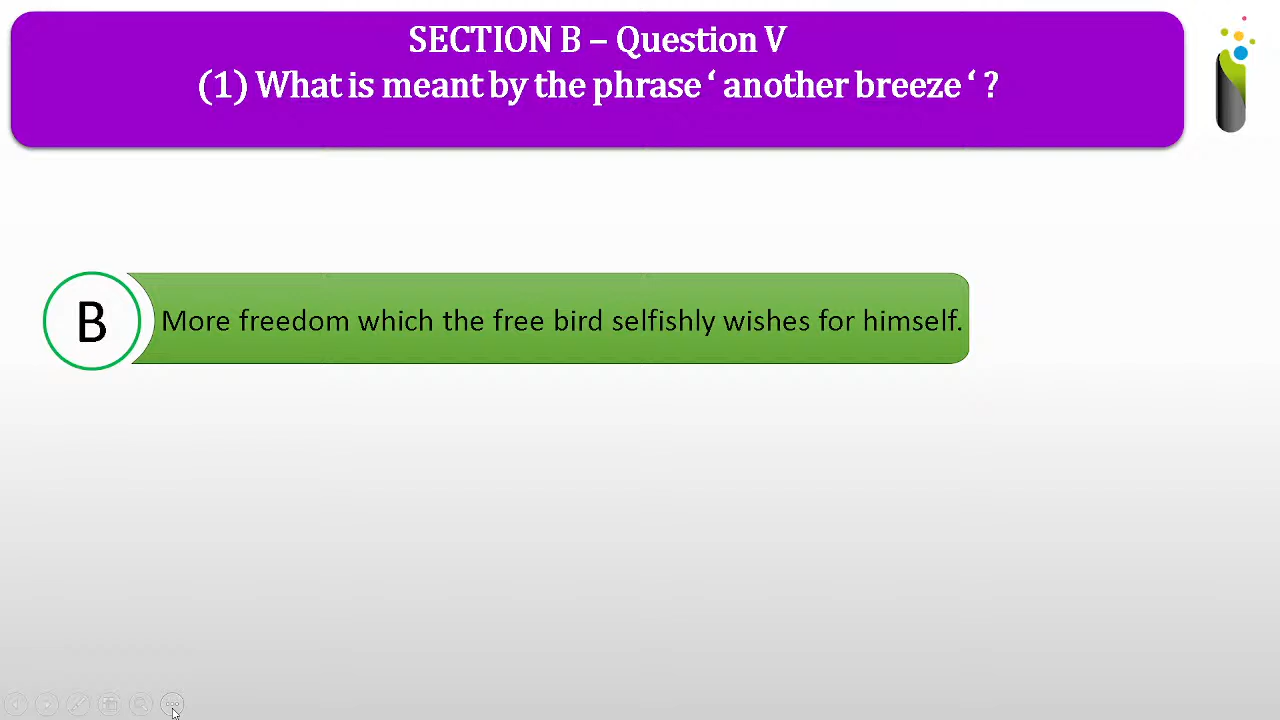 SECTION B – Question V
(1) What is meant by the phrase ‘ another breeze ‘ ?
B
More freedom which the free bird selfishly wishes for himself.